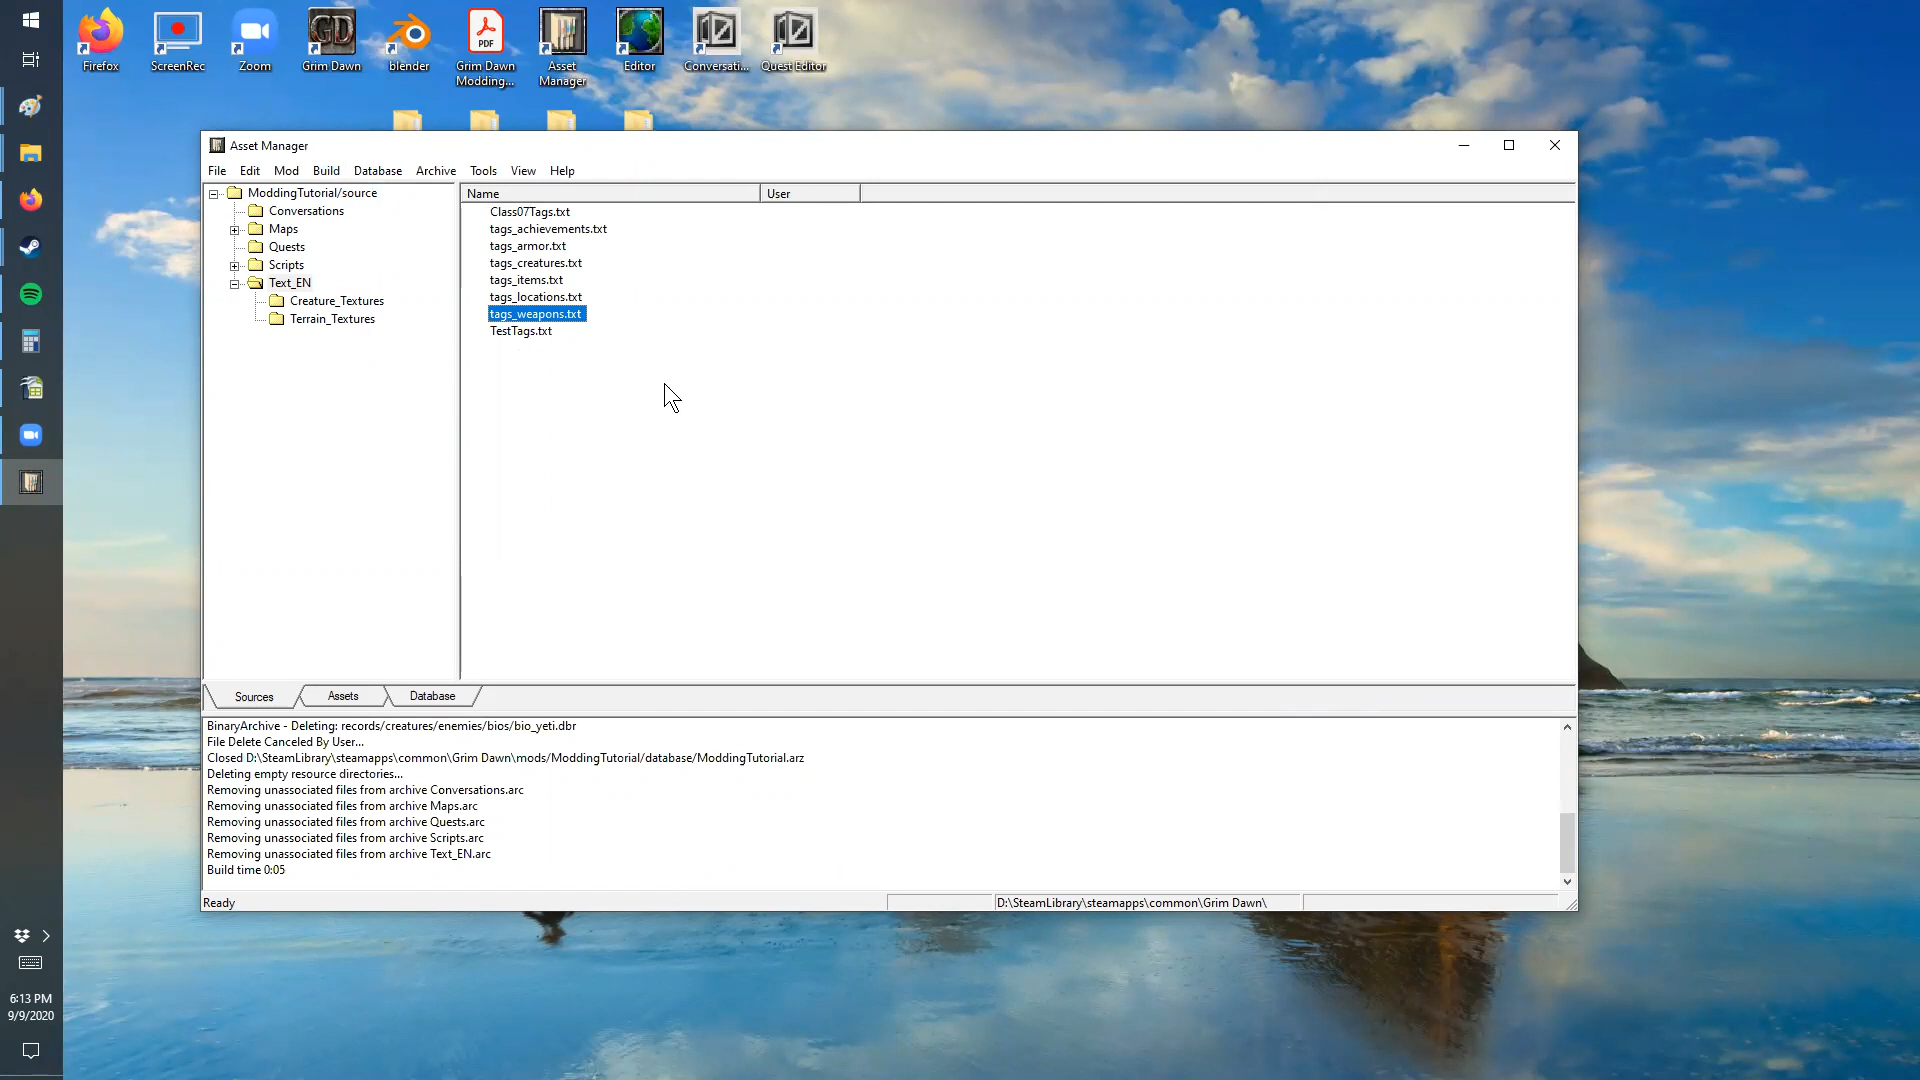 Firefox
ScreenRec
Zoom
Grim Dawn
blender
PDF
Grim Dawn
Modding...
Asset
Manager
Editor
Conversati...
Quest Editor
Asset Manager
File Edit Mod Build Database Archive Tools View Help
ModdingTutorial/source
Conversations
Maps
Quests
Scripts
Text_EN
Creature_Textures
Terrain_Textures
Name User
Class07Tags.txt
tags_achievements.txt
tags_armor.txt
tags_creatures.txt
tags_items.txt
tags_locations.txt
tags_weapons.txt
TestTags.txt
Sources Assets Database
BinaryArchive - Deleting: records/creatures/enemies/bios/bio_yeti.dbr
File Delete Canceled By User...
Closed D:\SteamLibrary\steamapps\common\Grim Dawn\mods/ModdingTutorial/database/ModdingTutorial.arz
Deleting empty resource directories...
Removing unassociated files from archive Conversations.arc
Removing unassociated files from archive Maps.arc
Removing unassociated files from archive Quests.arc
Removing unassociated files from archive Scripts.arc
Removing unassociated files from archive Text_EN.arc
Build time 0:05
Ready D:\SteamLibrary\steamapps\common\Grim Dawn\
6:13 PM
9/9/2020